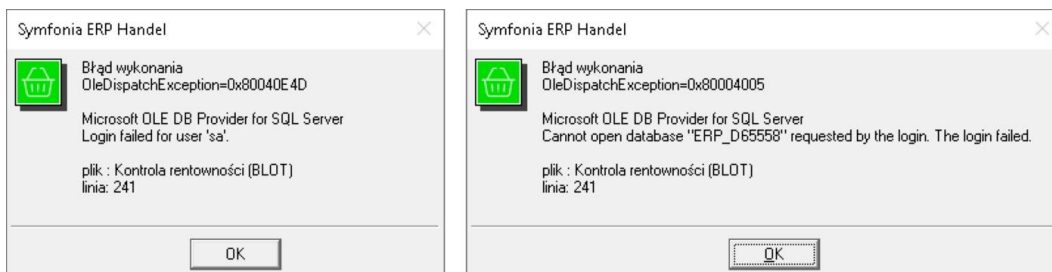 Symfonia ERP Handel
Błąd wykonania
OleDispatchException=0x80040E4D
Microsoft OLE DB Provider for SQL Server
Login failed for user 'sa'.
plik : Kontrola rentowności (BLOT)
linia: 241
OK
Symfonia ERP Handel
Błąd wykonania
OleDispatchException=0x80004005
Microsoft OLE DB Provider for SQL Server
Cannot open database "ERP_D65558" requested by the login. The login failed.
plik : Kontrola rentowności (BLOT)
linia: 241
OK